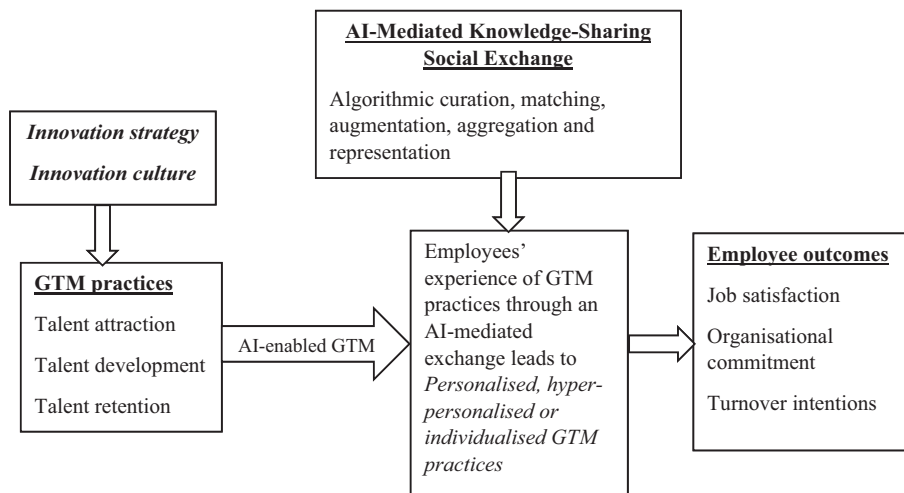 AI-Mediated Knowledge-Sharing
Social Exchange
Algorithmic curation, matching,
augmentation, aggregation and
representation
Innovation strategy
Innovation culture
GTM practices
Talent attraction
Talent development
Talent retention
AI-enabled GTM
Employees’
experience of GTM
practices through an
AI-mediated
exchange leads to
Personalised, hyper-
personalised or
individualised GTM
practices
Employee outcomes
Job satisfaction
Organisational
commitment
Turnover intentions